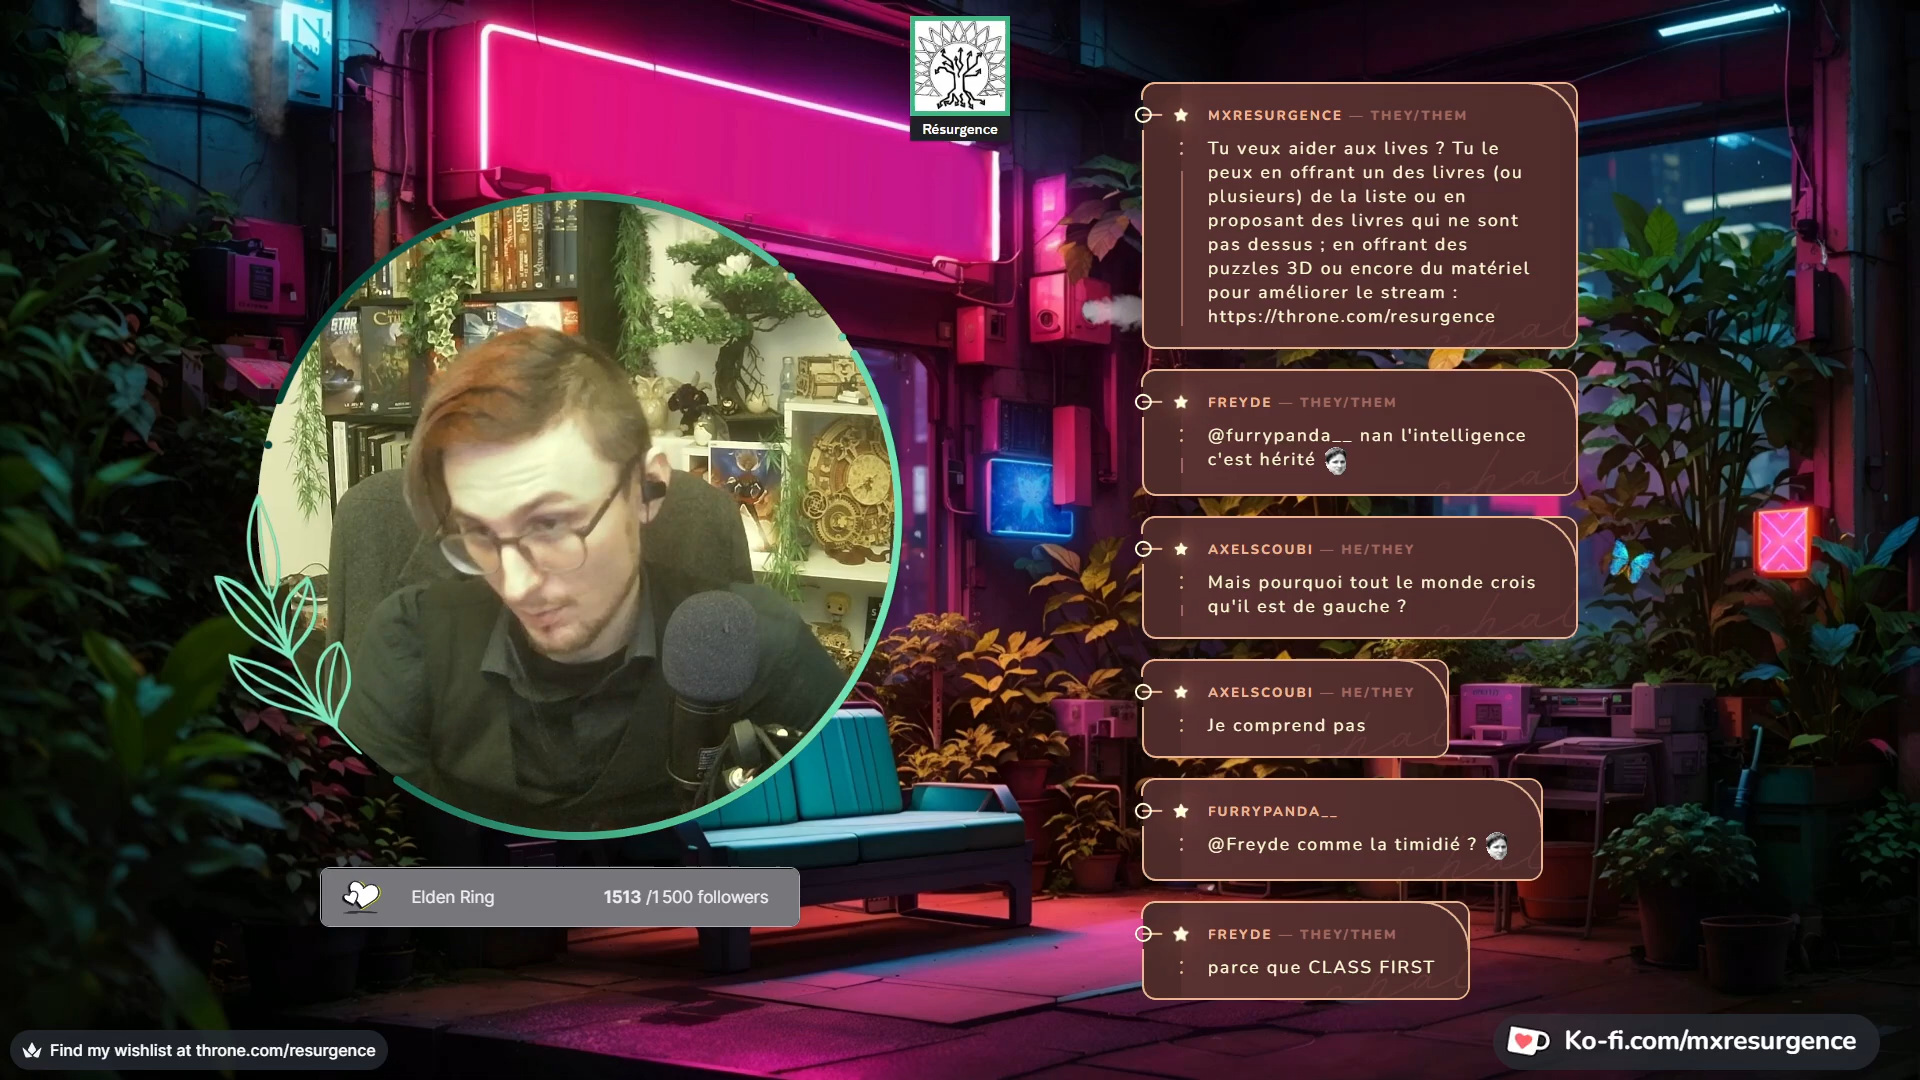 Résurgence
MXRESURGENCE — THEY/THEM
Tu veux aider aux lives ? Tu le
peux en offrant un des livres (ou
plusieurs) de la liste ou en
proposant des livres qui ne sont
pas dessus ; en offrant des
puzzles 3D ou encore du matériel
pour améliorer le stream :
https://throne.com/resurgence
FREYDE — THEY/THEM
@furrypanda__ nan l'intelligence
c'est hérité
AXELSCOUBI — HE/THEY
Mais pourquoi tout le monde crois
qu'il est de gauche ?
AXELSCOUBI — HE/THEY
Je comprend pas
FURRYPANDA__
@Freyde comme la timidié ?
FREYDE — THEY/THEM
parce que CLASS FIRST
Elden Ring 1513 /1 500 followers
Find my wishlist at throne.com/resurgence
Ko-fi.com/mxresurgence